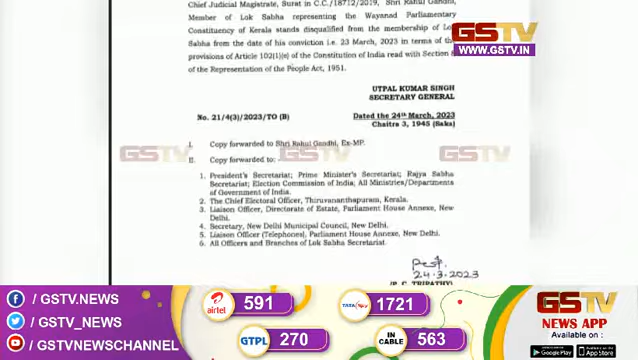 Chief Judicial Magistrate, Surat in C.C./18712/2019, Shri Rahul Gandhi,
Member of Lok Sabha representing the Wayanad Parliamentary
Constituency of Kerala stands disqualified from the membership of Lok
Sabha from the date of his conviction i.e. 23 March, 2023 in terms of the
provisions of Article 102(1)(e) of the Constitution of India read with Section 8
of the Representation of the People Act, 1951.
GSTV
WWW.GSTV.IN
UTPAL KUMAR SINGH
SECRETARY GENERAL
No. 21/4(3)/2023/TO (B)
Dated the 24th March, 2023
Chaitra 3, 1945 (Saka)
I. Copy forwarded to Shri Rahul Gandhi, Ex-MP.
II. Copy forwarded to:
GSTV GSTV GSTV
1. President's Secretariat; Prime Minister's Secretariat; Rajya Sabha
Secretariat; Election Commission of India; All Ministries/Departments
of Government of India.
2. The Chief Electoral Officer, Thiruvananthapuram, Kerala.
3. Liaison Officer, Directorate of Estate, Parliament House Annexe, New
Delhi.
4. Secretary, New Delhi Municipal Council, New Delhi.
5. Liaison Officer (Telephones), Parliament House Annexe, New Delhi.
6. All Officers and Branches of Lok Sabha Secretariat.
24.3.2023
(P. C. TRIPATHY)
/ GSTV.NEWS
/ GSTV_NEWS
/ GSTVNEWSCHANNEL
airtel 591
TATA PLAY 1721
GTPL 270
IN CABLE 563
GSTV
NEWS APP
Available on :
Google Play
App Store